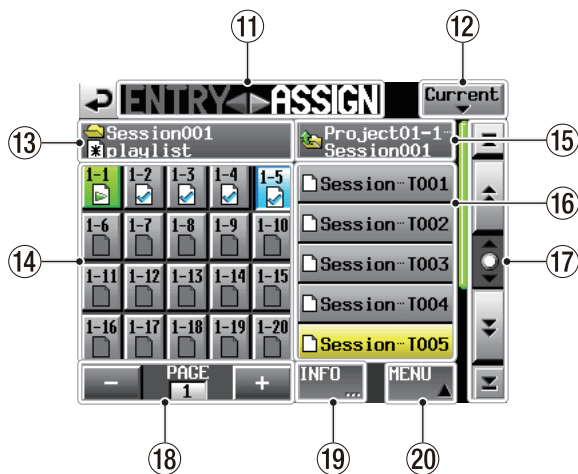 ⑪
⑫
ENTRY ASSIGN
Current
⑬
Session001
playlist
Project01-1…
Session001
⑮
1-1 1-2 1-3 1-4 1-5
Session…T001
⑯
1-6 1-7 1-8 1-9 1-10
Session…T002
⑭
⑰
1-11 1-12 1-13 1-14 1-15
Session…T003
Session…T004
1-16 1-17 1-18 1-19 1-20
Session…T005
− PAGE +
1
INFO
...
MENU
⑱
⑲
⑳